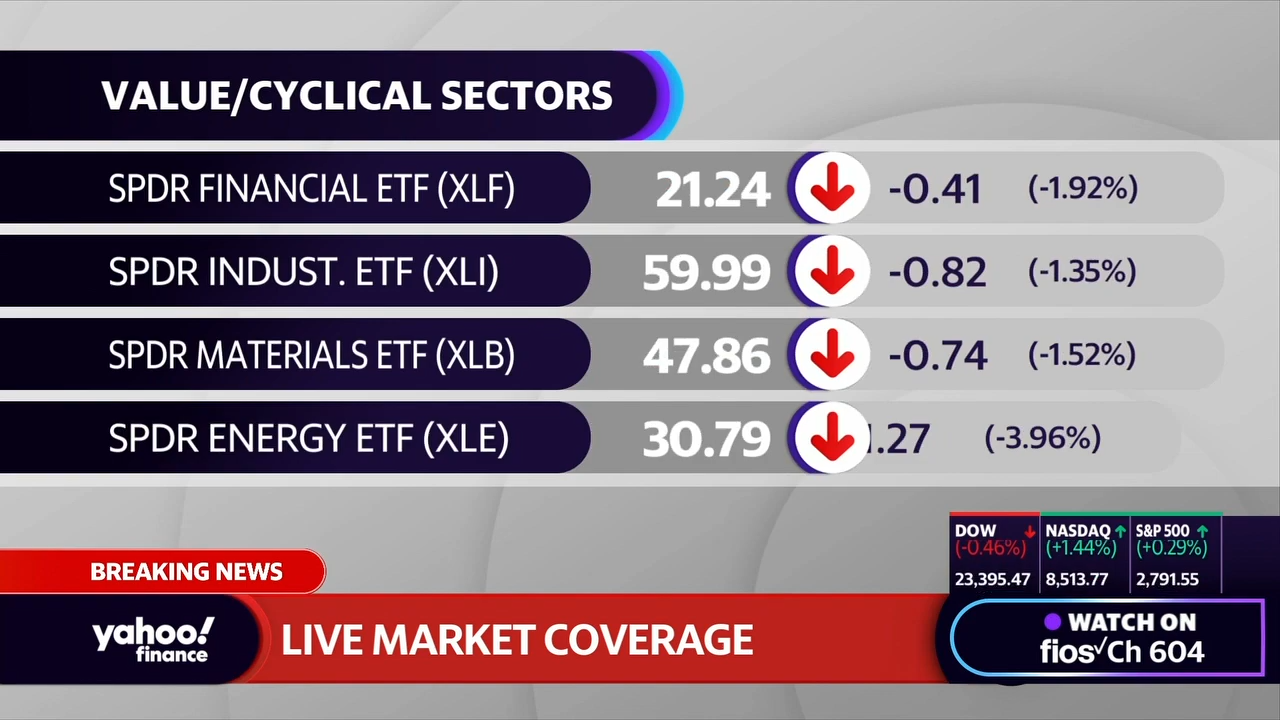 VALUE/CYCLICAL SECTORS
SPDR FINANCIAL ETF (XLF) 21.24 -0.41 (-1.92%)
SPDR INDUST. ETF (XLI) 59.99 -0.82 (-1.35%)
SPDR MATERIALS ETF (XLB) 47.86 -0.74 (-1.52%)
SPDR ENERGY ETF (XLE) 30.79 1.27 (-3.96%)
DOW NASDAQ S&P 500
(-0.46%) (+1.44%) (+0.29%)
23,395.47 8,513.77 2,791.55
BREAKING NEWS
yahoo!
finance
LIVE MARKET COVERAGE
WATCH ON
fios✓Ch 604